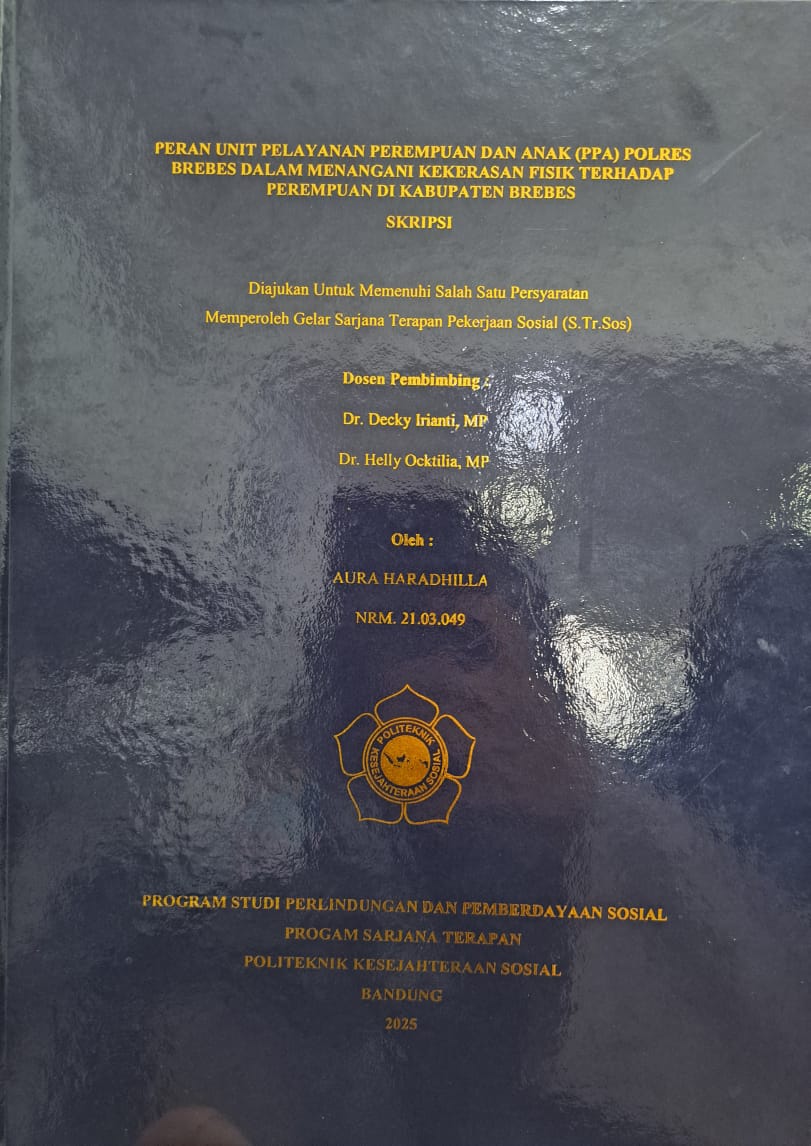 PERAN UNIT PELAYANAN PEREMPUAN DAN ANAK (PPA) POLRES
BREBES DALAM MENANGANI KEKERASAN FISIK TERHADAP
PEREMPUAN DI KABUPATEN BREBES
SKRIPSI
Diajukan Untuk Memenuhi Salah Satu Persyaratan
Memperoleh Gelar Sarjana Terapan Pekerjaan Sosial (S.Tr.Sos)
Dosen Pembimbing :
Dr. Decky Irianti, MP
Dr. Helly Ocktilia, MP
Oleh :
AURA HARADHILLA
NRM. 21.03.049
POLITEKNIK
KESEJAHTERAAN SOSIAL
PROGRAM STUDI PERLINDUNGAN DAN PEMBERDAYAAN SOSIAL
PROGAM SARJANA TERAPAN
POLITEKNIK KESEJAHTERAAN SOSIAL
BANDUNG
2025